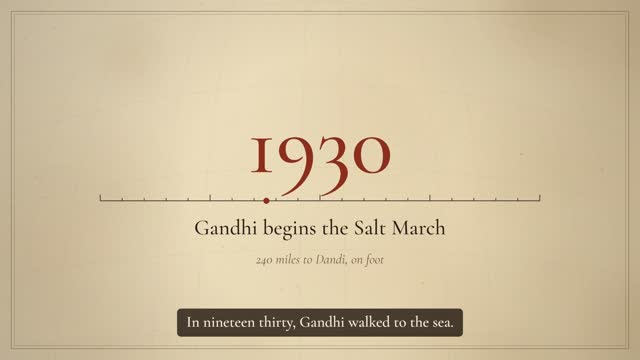 1930
Gandhi begins the Salt March
240 miles to Dandi, on foot
In nineteen thirty, Gandhi walked to the sea.